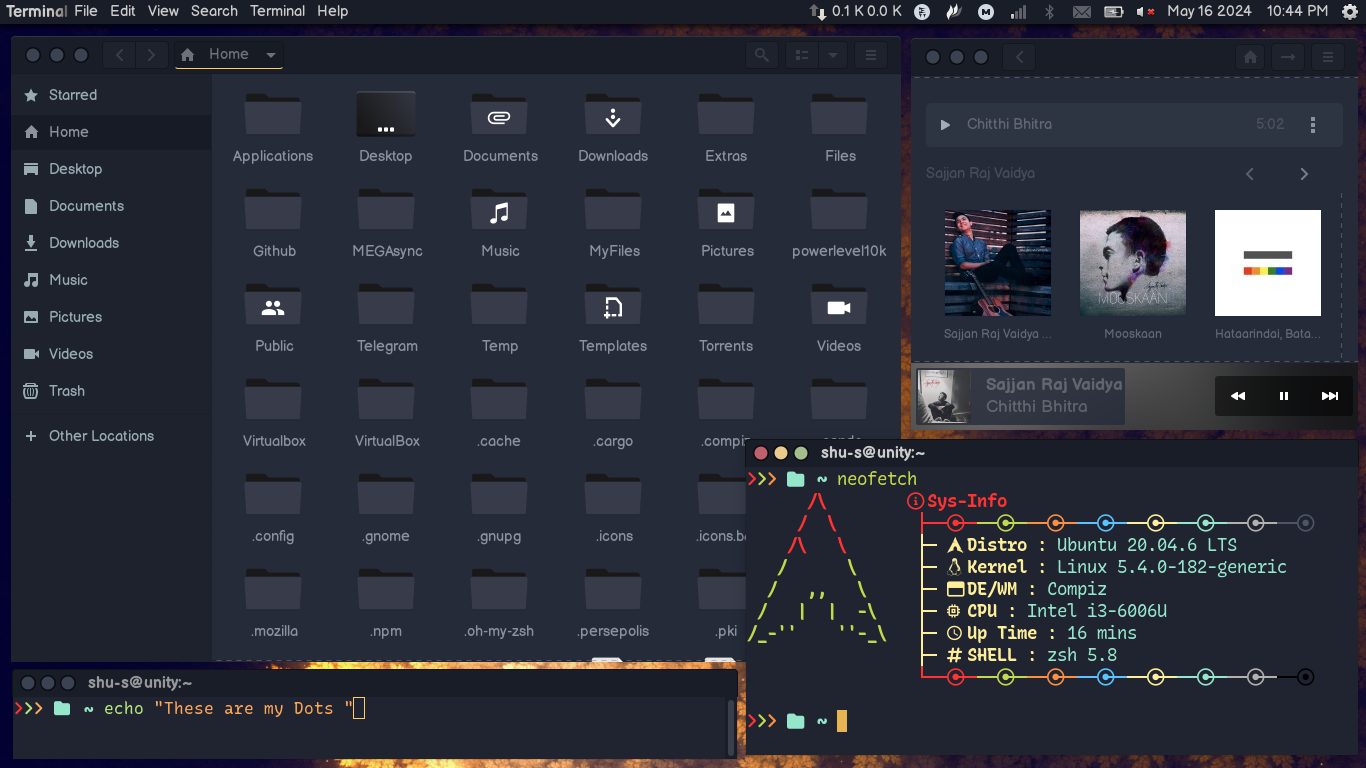 Terminal File Edit View Search Terminal Help 0.1 K 0.0 K May 16 2024 10:44 PM
Home
Starred
Home
Desktop
Documents
Downloads
Music
Pictures
Videos
Trash
Other Locations
Applications Desktop Documents Downloads Extras Files
Github MEGAsync Music MyFiles Pictures powerlevel10k
Public Telegram Temp Templates Torrents Videos
Virtualbox VirtualBox .cache .cargo .compiz
.config .gnome .gnupg .icons .icons.ba
.mozilla .npm .oh-my-zsh .persepolis .pki
Chitthi Bhitra 5:02
Sajjan Raj Vaidya
MOOSKAAN
Sajjan Raj Vaidya ... Mooskaan Hataarindai, Bata...
Sajjan Raj Vaidya
Chitthi Bhitra
shu-s@unity:~
>>> ~ echo "These are my Dots "
shu-s@unity:~
>>> ~ neofetch
Sys-Info
Distro : Ubuntu 20.04.6 LTS
Kernel : Linux 5.4.0-182-generic
DE/WM : Compiz
CPU : Intel i3-6006U
Up Time : 16 mins
# SHELL : zsh 5.8
>>> ~